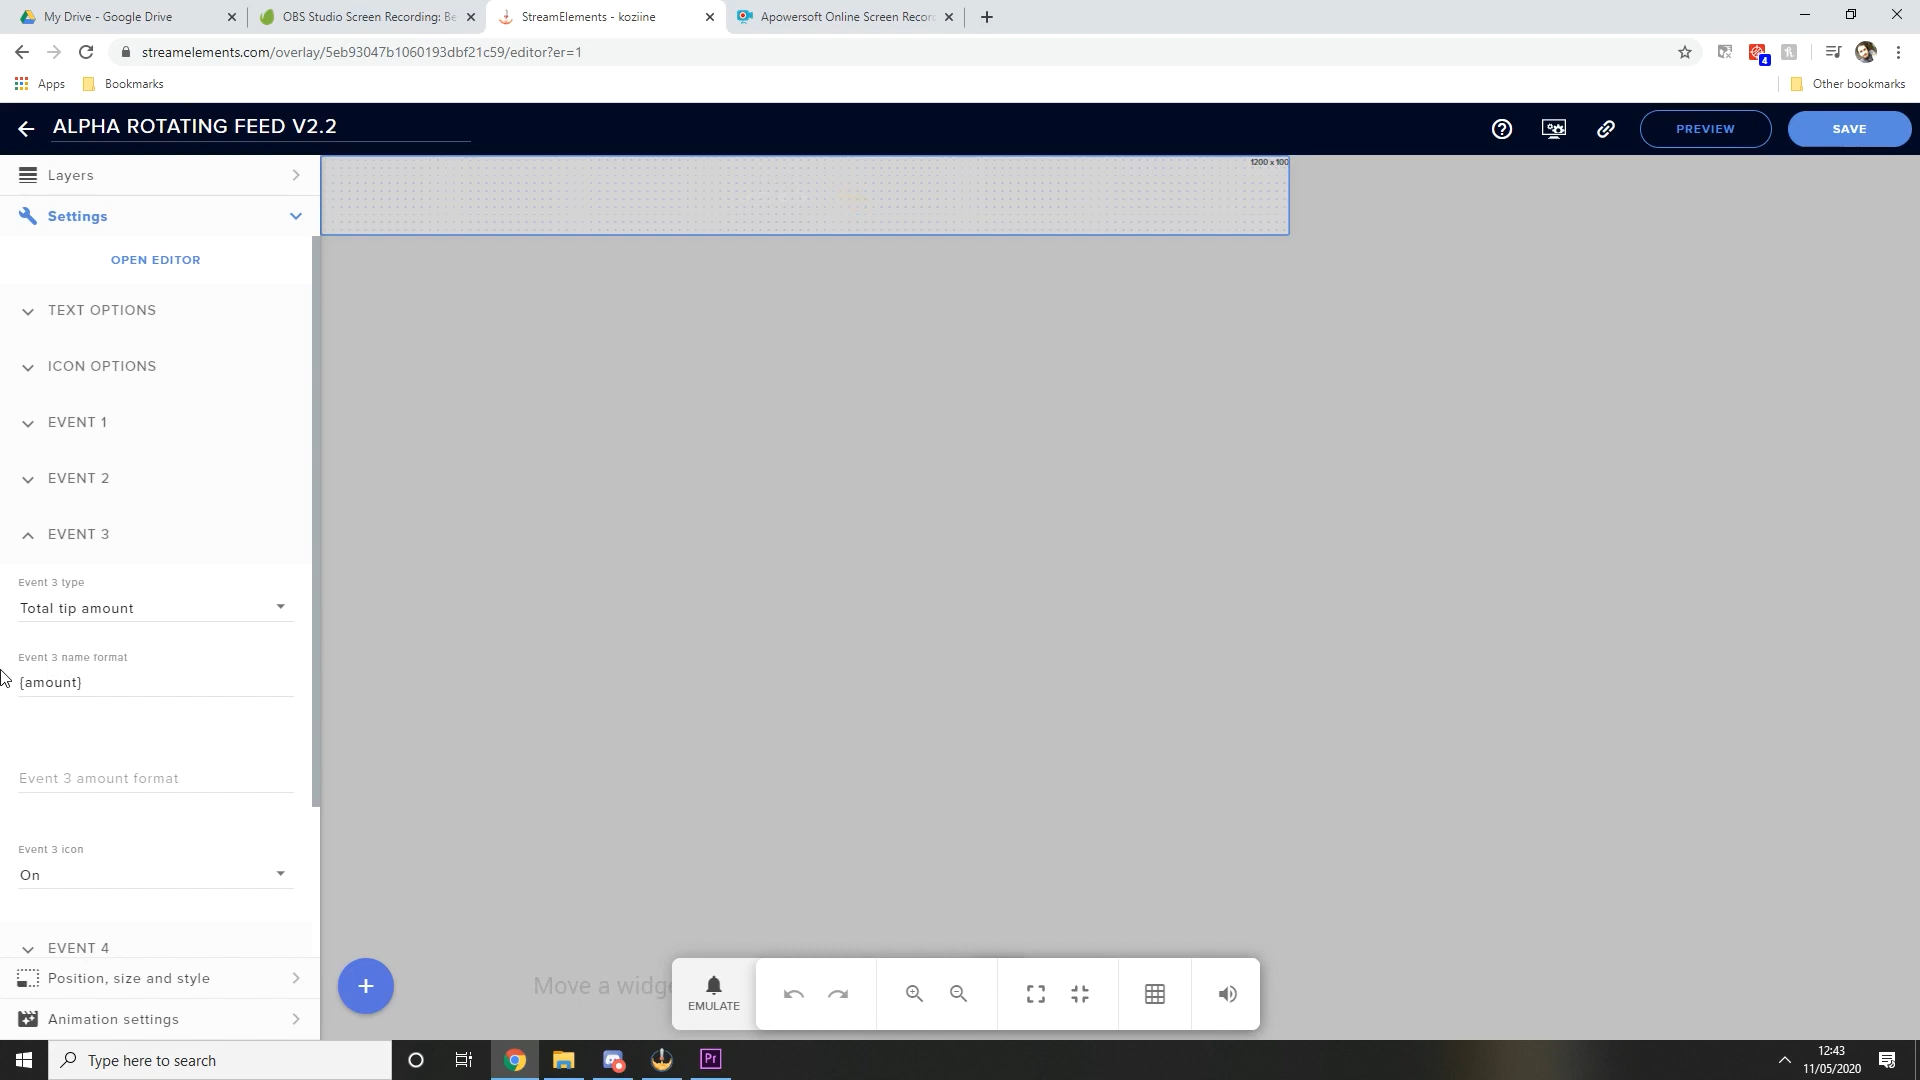 My Drive - Google Drive
OBS Studio Screen Recording: Be
StreamElements - koziine
Apowersoft Online Screen Record
streamelements.com/overlay/5eb93047b1060193dbf21c59/editor?er=1
4
Apps
Bookmarks
Other bookmarks
ALPHA ROTATING FEED V2.2
PREVIEW
SAVE
Layers
1200 x 100
Settings
OPEN EDITOR
TEXT OPTIONS
ICON OPTIONS
EVENT 1
EVENT 2
EVENT 3
Event 3 type
Total tip amount
Event 3 name format
{amount}
Event 3 amount format
Event 3 icon
On
EVENT 4
Position, size and style
Move a widg
EMULATE
Animation settings
Type here to search
Pr
12:43
11/05/2020